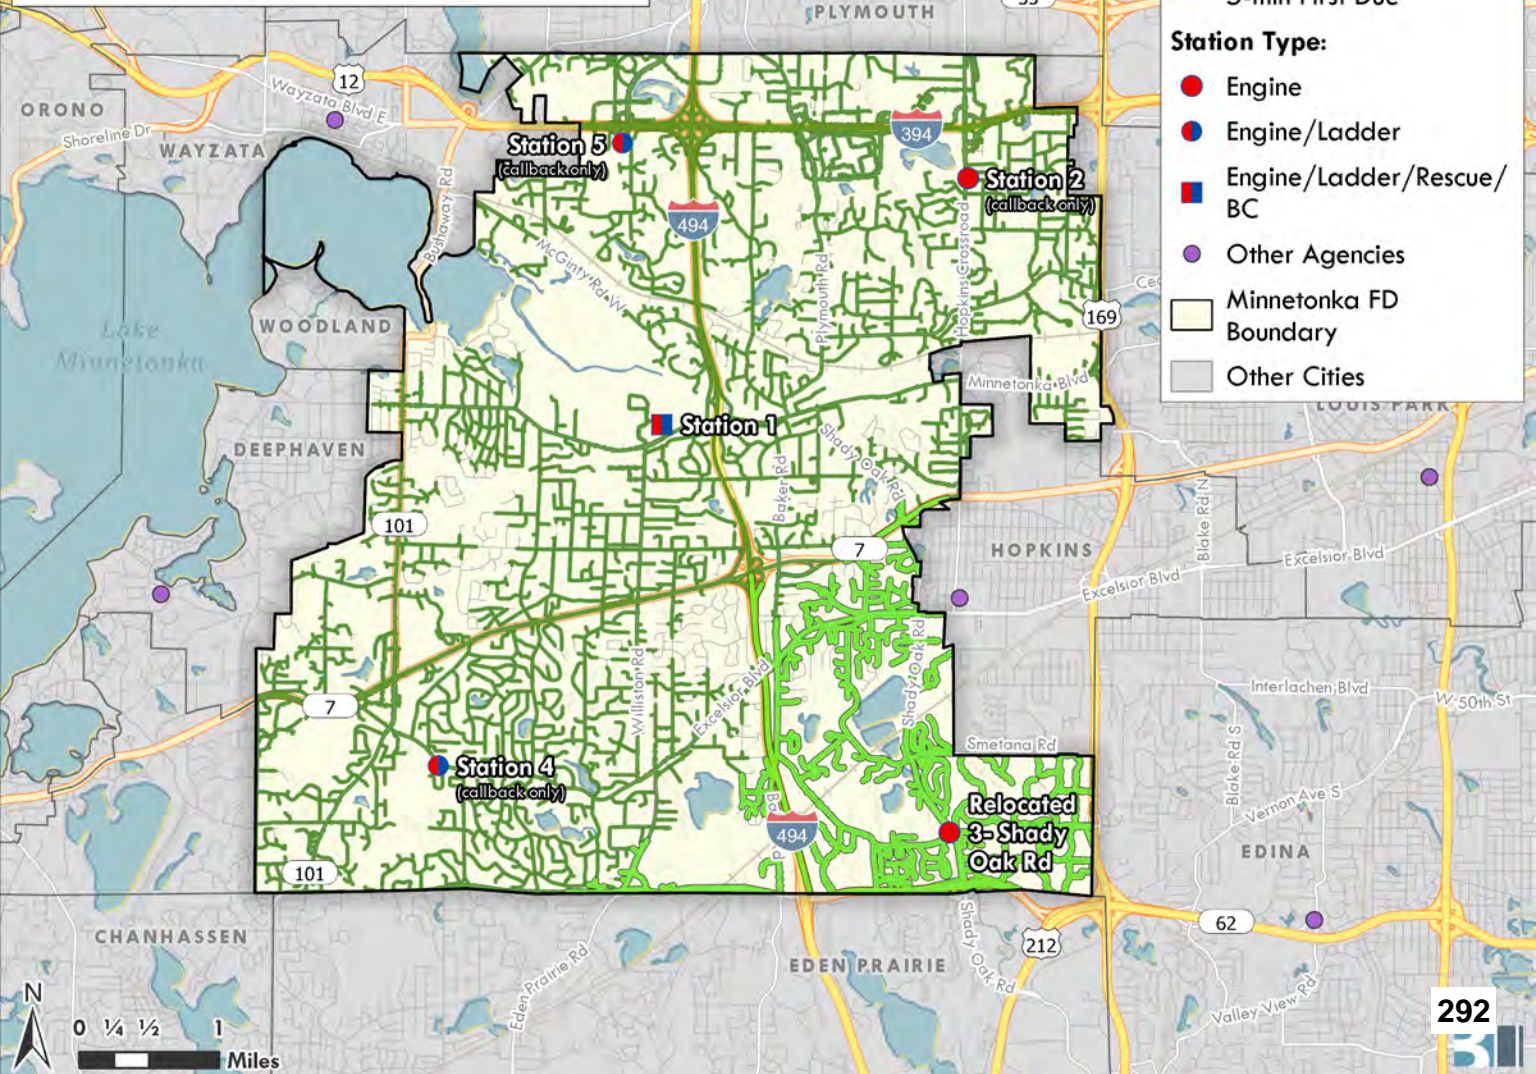 PLYMOUTH
Station Type:
Engine
Engine/Ladder
Engine/Ladder/Rescue/
BC
Other Agencies
Minnetonka FD
Boundary
Other Cities
12
ORONO
Wayzata Blvd E
Shoreline Dr
WAYZATA
Station 5
(callback only)
394
Station 2
(callback only)
Bushaway Rd
494
McGinty Rd W
Plymouth Rd
Hopkins Crossroad
169
Lake
Minnetonka
WOODLAND
Minnetonka Blvd
LOUIS PARK
Station 1
Shady Oak Rd
DEEPHAVEN
Baker Rd
Blake Rd N
101
7
HOPKINS
Excelsior Blvd
Excelsior Blvd
Shady Oak Rd
Williston Rd
Excelsior Blvd
Interlachen Blvd
W 50th St
7
Smetana Rd
Blake Rd S
Station 4
(callback only)
Vernon Ave S
Relocated
3- Shady
Oak Rd
494
EDINA
101
CHANHASSEN
62
212
EDEN PRAIRIE
Eden Prairie Rd
Shady Oak Rd
Valley View Rd
N
0 ¼ ½ 1
Miles
292